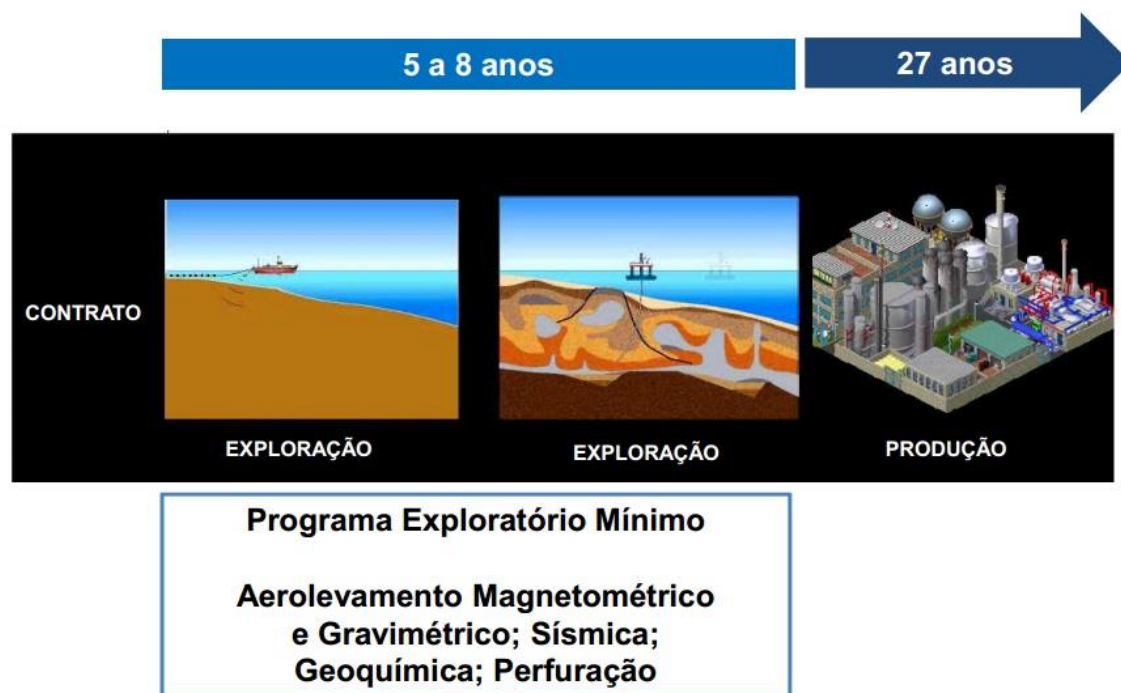 5 a 8 anos
27 anos
CONTRATO
EXPLORAÇÃO
EXPLORAÇÃO
PRODUÇÃO
Programa Exploratório Mínimo
Aerolevamento Magnetométrico
e Gravimétrico; Sísmica;
Geoquímica; Perfuração